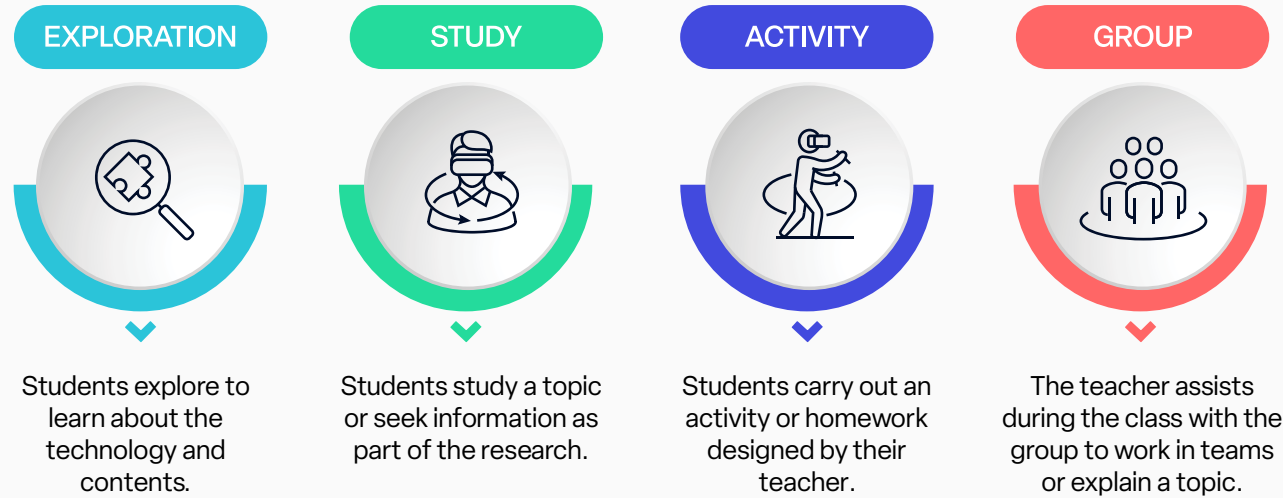 EXPLORATION
Students explore to
learn about the
technology and
contents.
STUDY
Students study a topic
or seek information as
part of the research.
ACTIVITY
Students carry out an
activity or homework
designed by their
teacher.
GROUP
The teacher assists
during the class with the
group to work in teams
or explain a topic.